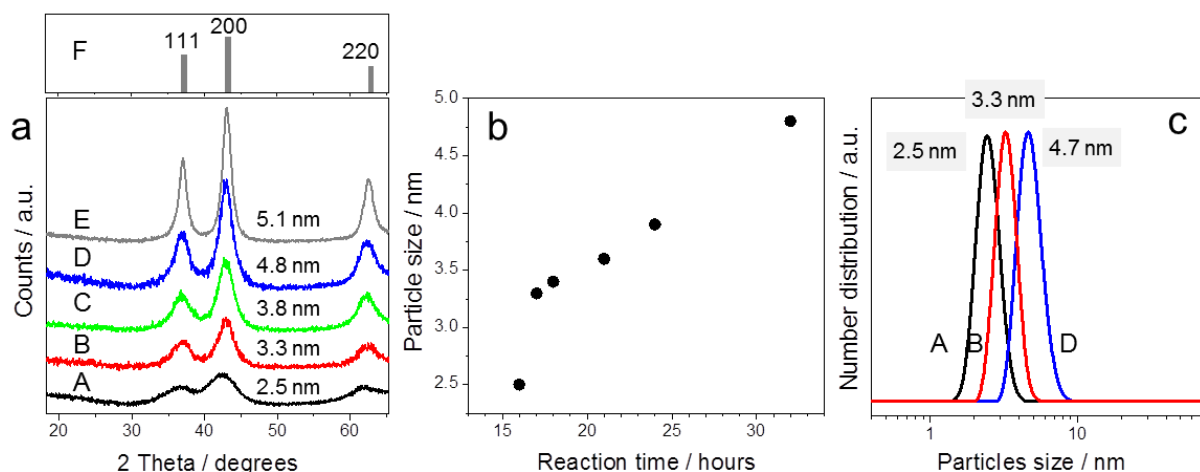 F
111
200
220
a
E
5.1 nm
D
4.8 nm
C
3.8 nm
B
3.3 nm
A
2.5 nm
Counts / a.u.
20
30
40
50
60
2 Theta / degrees
b
5.0
4.5
4.0
3.5
3.0
2.5
Particle size / nm
15
20
25
30
Reaction time / hours
c
3.3 nm
2.5 nm
4.7 nm
A
B
D
Number distribution / a.u.
1
10
Particles size / nm